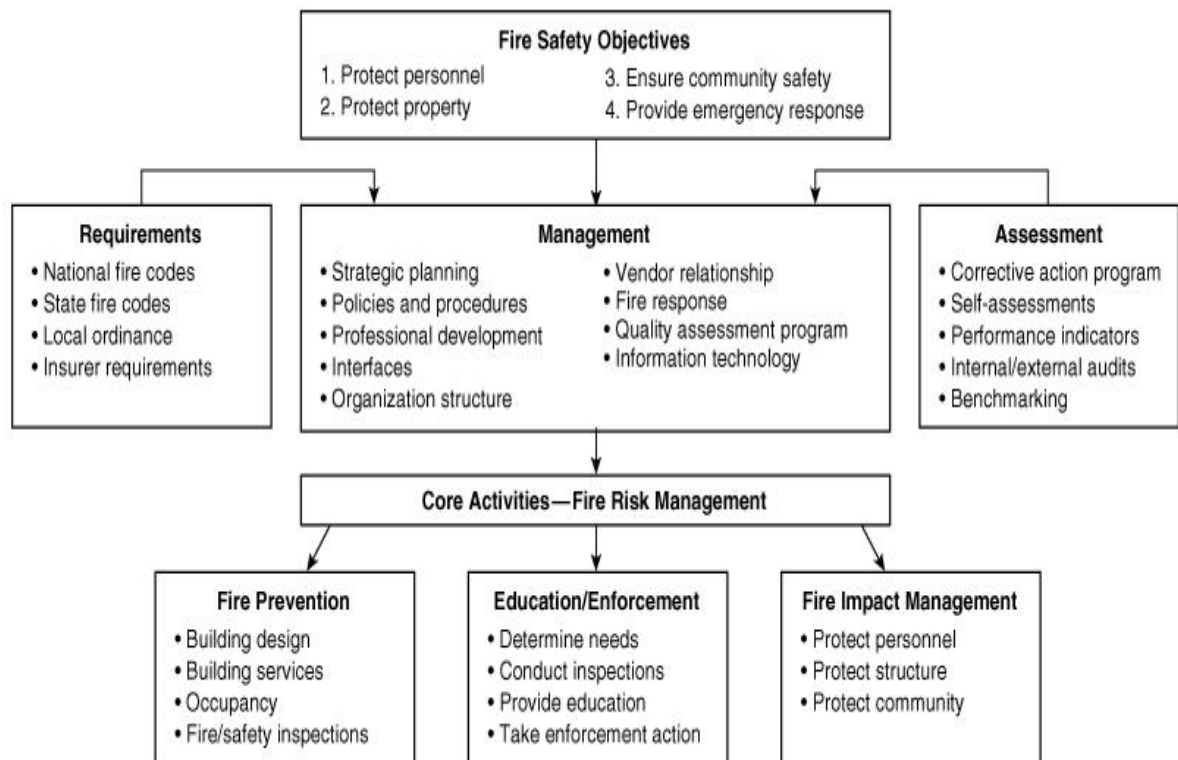 Fire Safety Objectives
1. Protect personnel
2. Protect property
3. Ensure community safety
4. Provide emergency response
Requirements
• National fire codes
• State fire codes
• Local ordinance
• Insurer requirements
Management
• Strategic planning
• Policies and procedures
• Professional development
• Interfaces
• Organization structure
• Vendor relationship
• Fire response
• Quality assessment program
• Information technology
Assessment
• Corrective action program
• Self-assessments
• Performance indicators
• Internal/external audits
• Benchmarking
Core Activities—Fire Risk Management
Fire Prevention
• Building design
• Building services
• Occupancy
• Fire/safety inspections
Education/Enforcement
• Determine needs
• Conduct inspections
• Provide education
• Take enforcement action
Fire Impact Management
• Protect personnel
• Protect structure
• Protect community